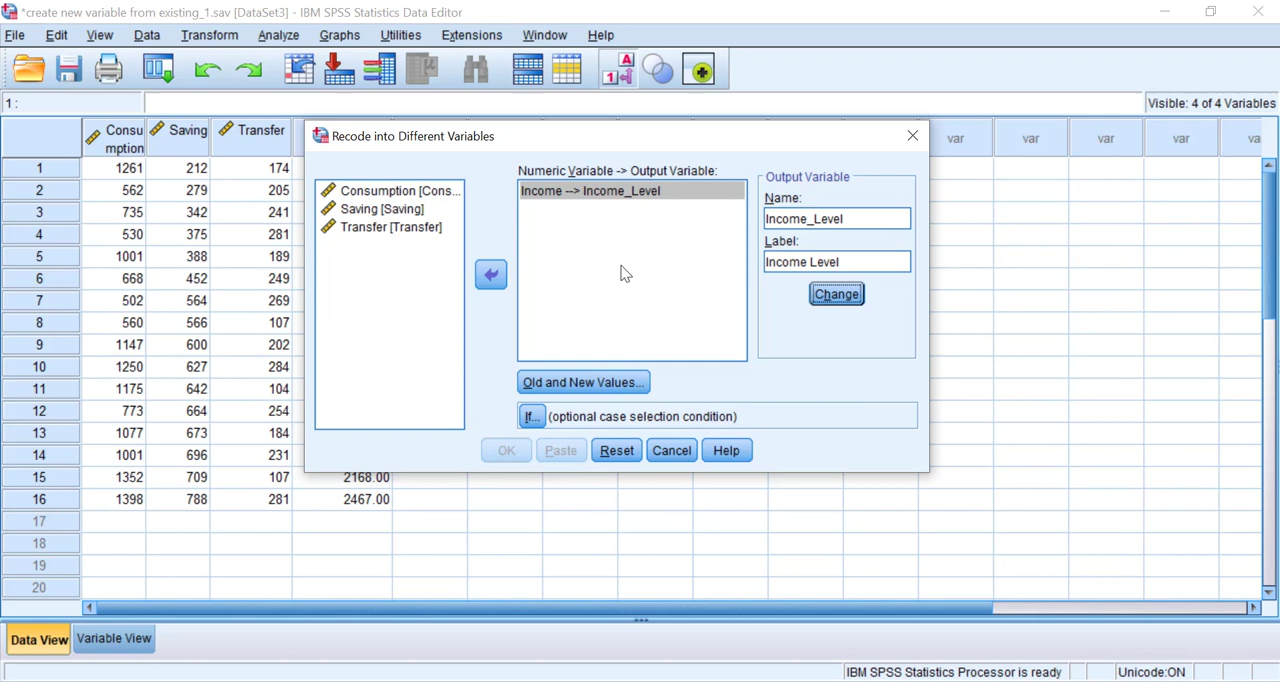 *create new variable from existing_1.sav [DataSet3] - IBM SPSS Statistics Data Editor
File Edit View Data Transform Analyze Graphs Utilities Extensions Window Help
1 :
Visible: 4 of 4 Variables
Consumption Saving Transfer var var var var va
1 1261 212 174
2 562 279 205
3 735 342 241
4 530 375 281
5 1001 388 189
6 668 452 249
7 502 564 269
8 560 566 107
9 1147 600 202
10 1250 627 284
11 1175 642 104
12 773 664 254
13 1077 673 184
14 1001 696 231
15 1352 709 107 2168.00
16 1398 788 281 2467.00
17
18
19
20
Recode into Different Variables
Consumption [Cons...
Saving [Saving]
Transfer [Transfer]
Numeric Variable -> Output Variable:
Income --> Income_Level
Output Variable
Name:
Income_Level
Label:
Income Level
Change
Old and New Values...
If... (optional case selection condition)
OK Paste Reset Cancel Help
Data View Variable View
IBM SPSS Statistics Processor is ready Unicode:ON